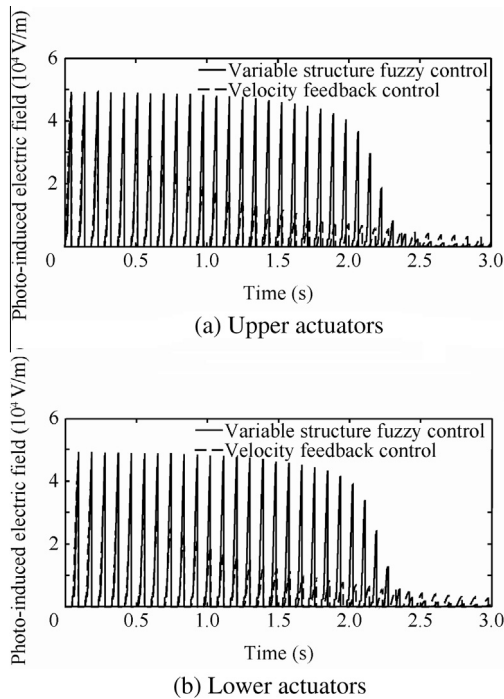 Photo-induced electric field (10⁴ V/m)
6
4
2
0
Variable structure fuzzy control
Velocity feedback control
0.5 1.0 1.5 2.0 2.5 3.0
Time (s)
(a) Upper actuators
Photo-induced electric field (10⁴ V/m)
6
4
2
0
Variable structure fuzzy control
Velocity feedback control
0.5 1.0 1.5 2.0 2.5 3.0
Time (s)
(b) Lower actuators